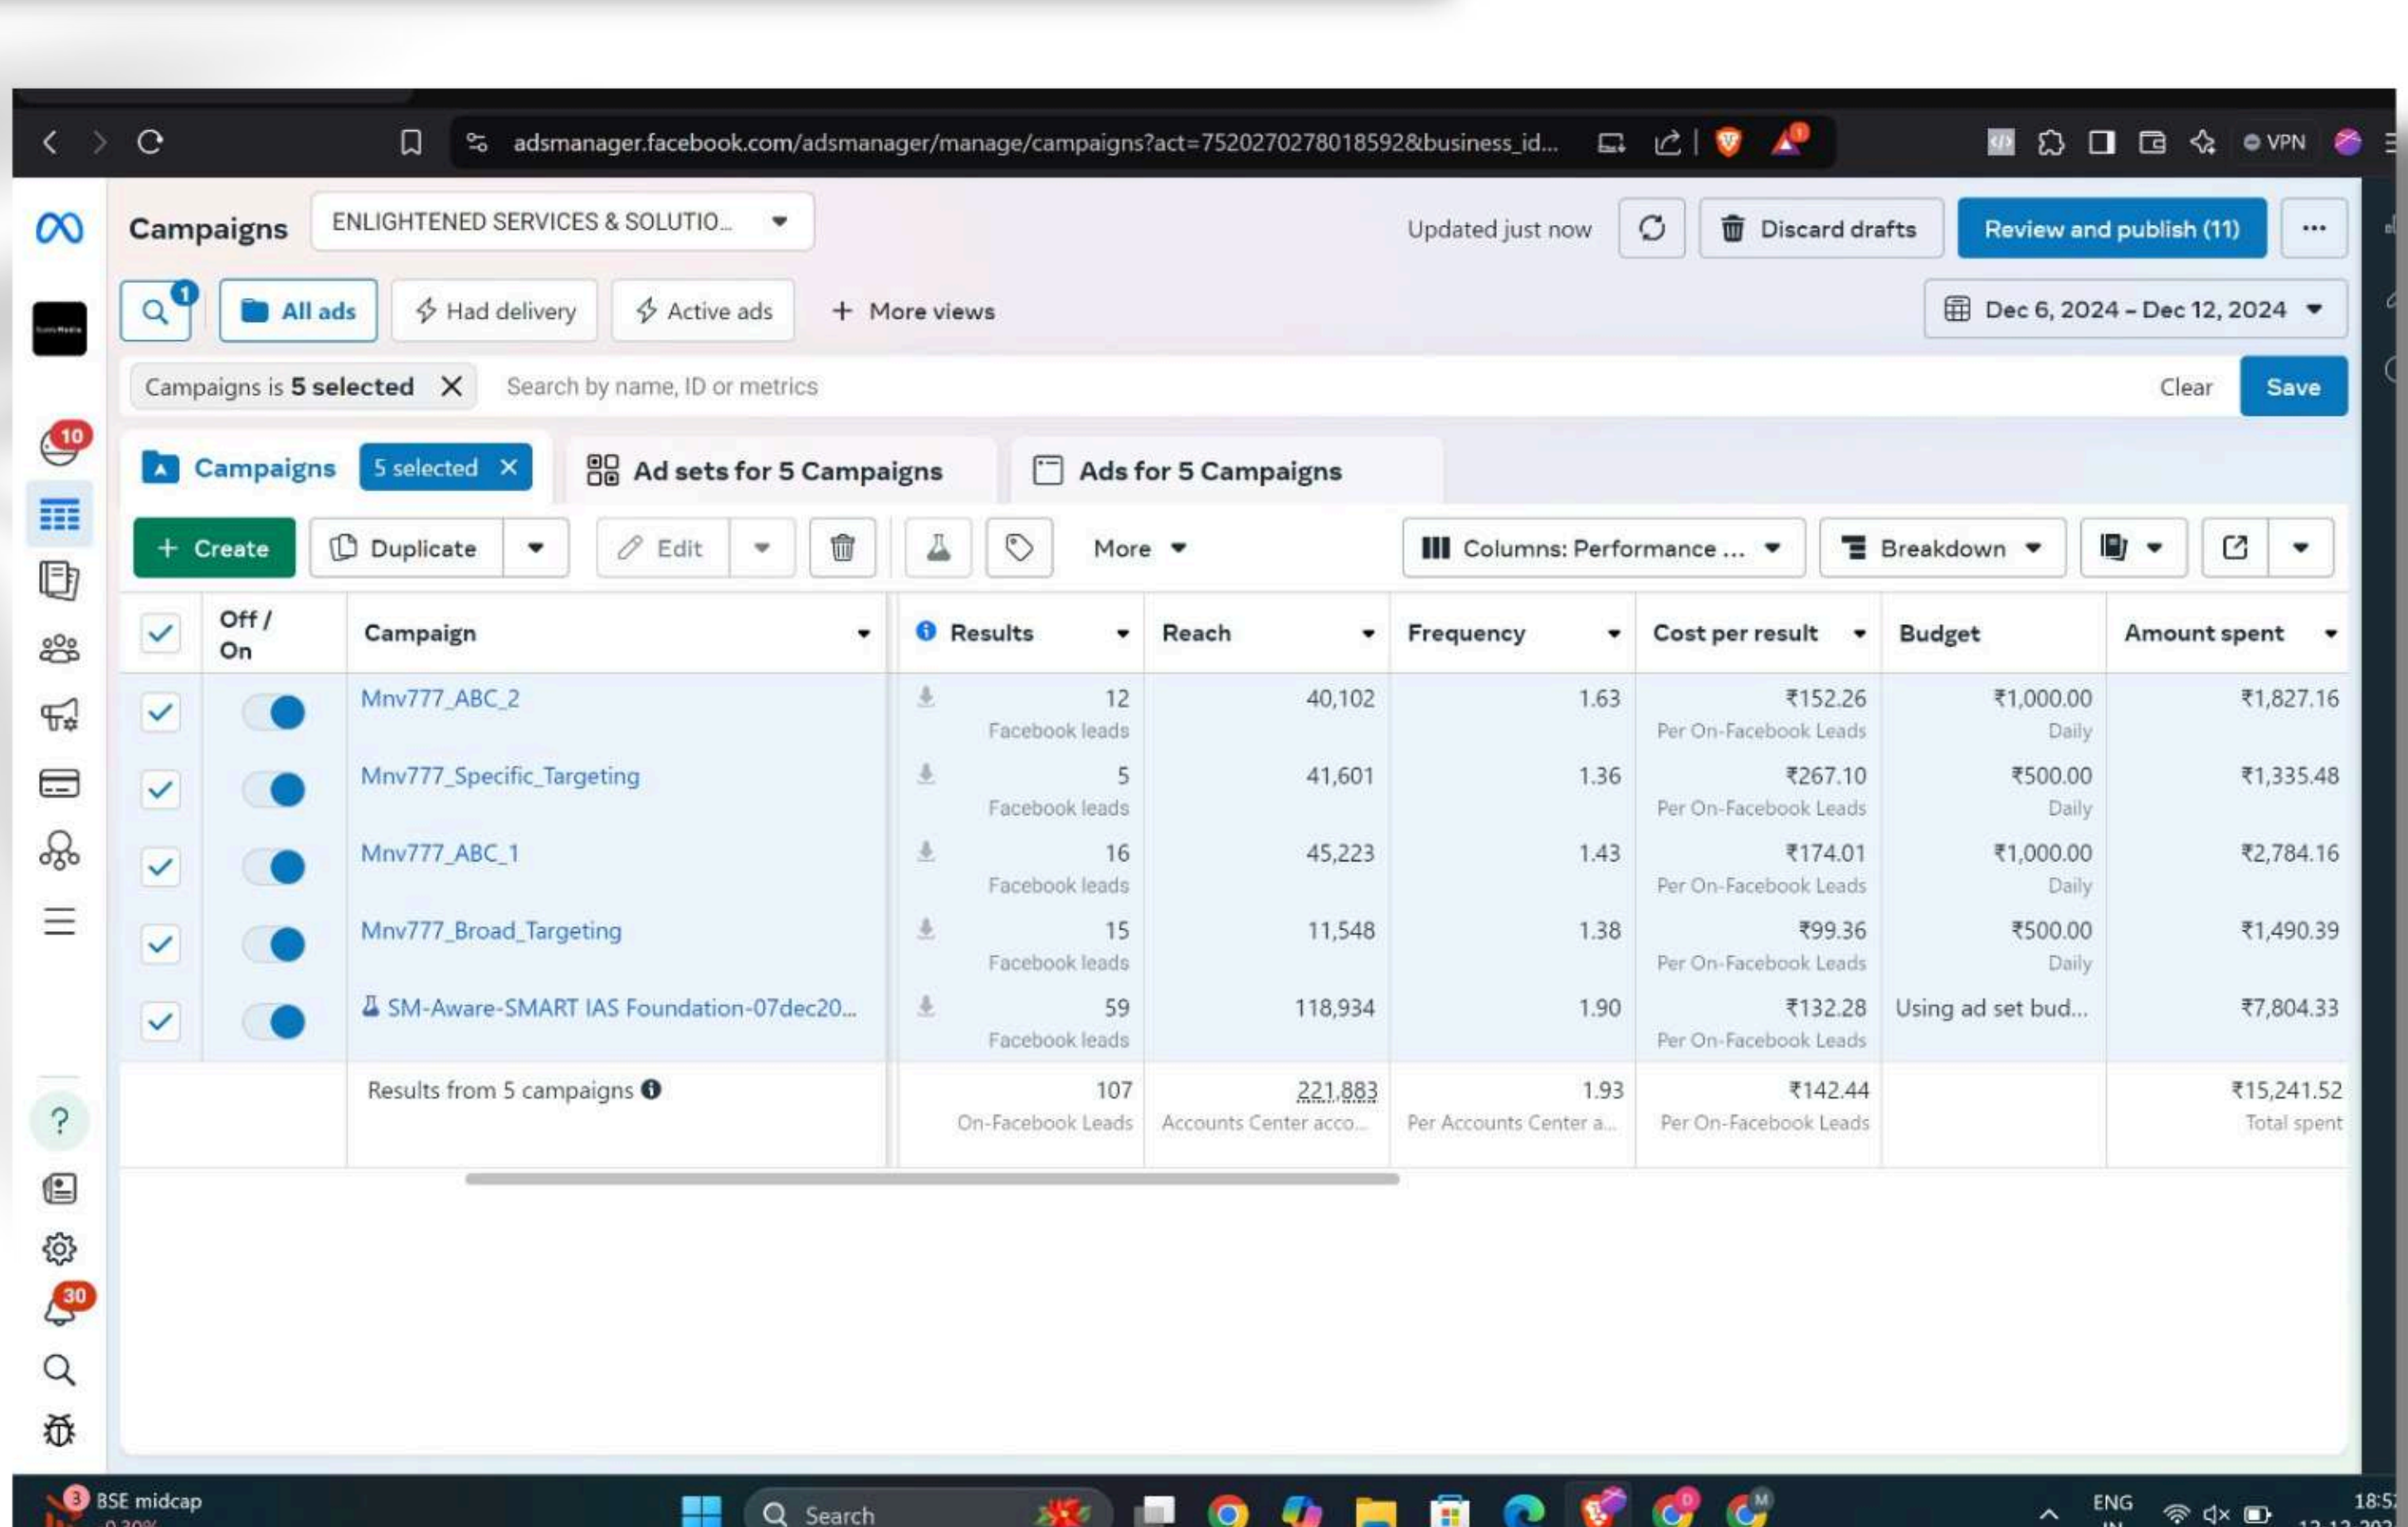 adsmanager.facebook.com/adsmanager/manage/campaigns?act=752027027801859​2&business_id...
VPN
Campaigns
ENLIGHTENED SERVICES & SOLUTIO...
Updated just now
Discard drafts
Review and publish (11)
1
All ads
Had delivery
Active ads
+ More views
Dec 6, 2024 – Dec 12, 2024
Campaigns is 5 selected
Search by name, ID or metrics
Clear
Save
10
Campaigns
5 selected
Ad sets for 5 Campaigns
Ads for 5 Campaigns
+ Create
Duplicate
Edit
More
Columns: Performance ...
Breakdown
Off / On Campaign Results Reach Frequency Cost per result Budget Amount spent
Mnv777_ABC_2 12 40,102 1.63 ₹152.26 ₹1,000.00 ₹1,827.16
Facebook leads Per On-Facebook Leads Daily
Mnv777_Specific_Targeting 5 41,601 1.36 ₹267.10 ₹500.00 ₹1,335.48
Facebook leads Per On-Facebook Leads Daily
Mnv777_ABC_1 16 45,223 1.43 ₹174.01 ₹1,000.00 ₹2,784.16
Facebook leads Per On-Facebook Leads Daily
Mnv777_Broad_Targeting 15 11,548 1.38 ₹99.36 ₹500.00 ₹1,490.39
Facebook leads Per On-Facebook Leads Daily
SM-Aware-SMART IAS Foundation-07dec20... 59 118,934 1.90 ₹132.28 Using ad set bud... ₹7,804.33
Facebook leads Per On-Facebook Leads
Results from 5 campaigns 107 221,883 1.93 ₹142.44 ₹15,241.52
On-Facebook Leads Accounts Center acco... Per Accounts Center a... Per On-Facebook Leads Total spent
30
3
BSE midcap
Search
ENG